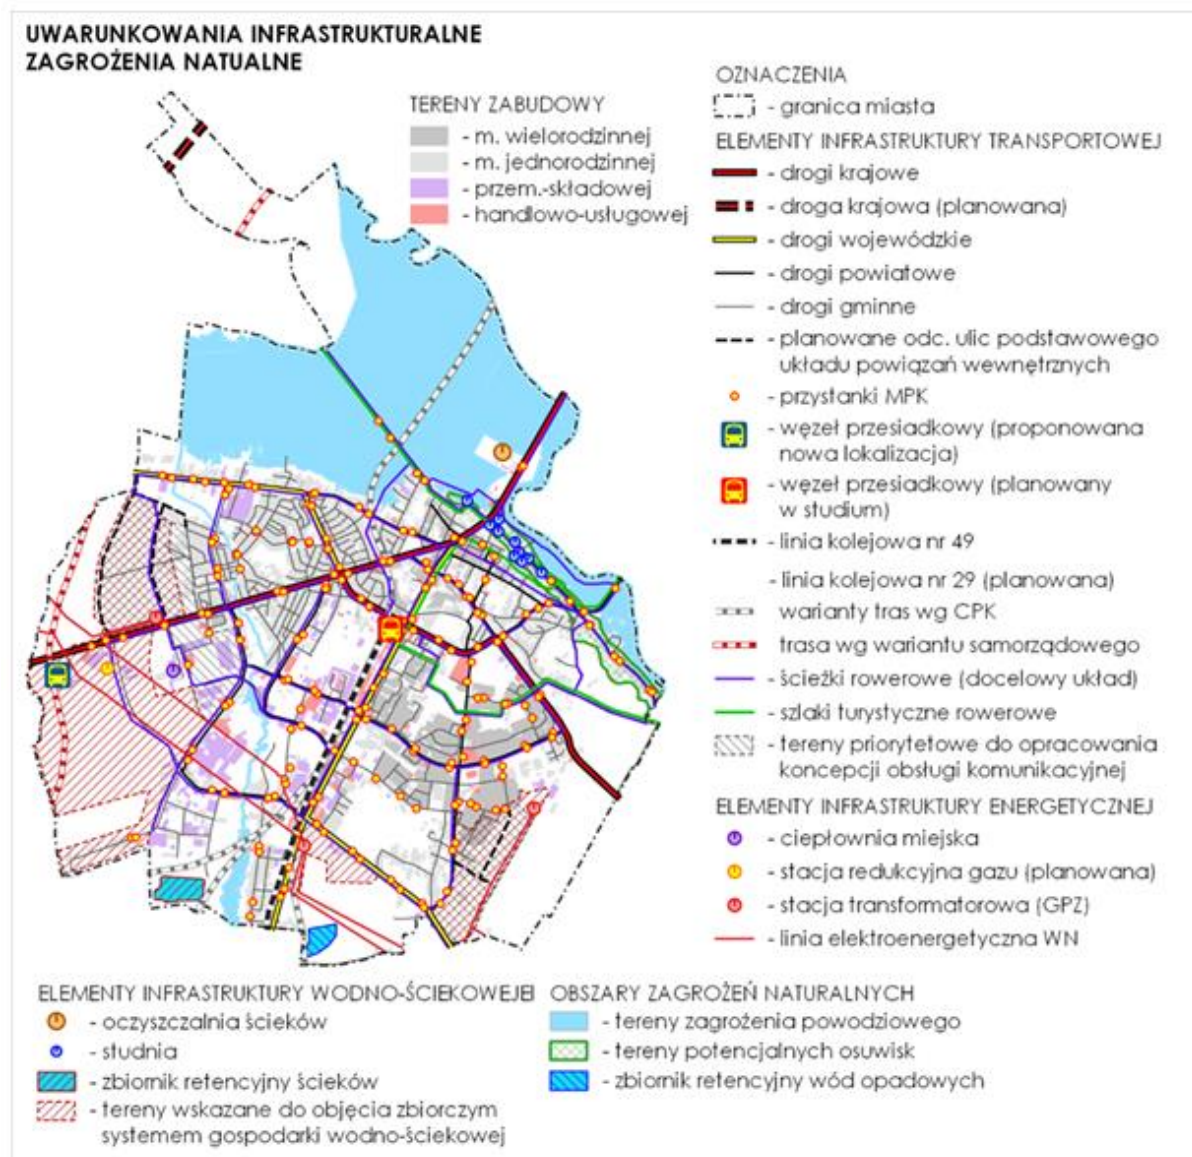 UWARUNKOWANIA INFRASTRUKTURALNE
ZAGROŻENIA NATUALNE
TERENY ZABUDOWY
- m. wielorodzinnej
- m. jednorodzinnej
- przem.-składowej
- handlowo-usługowej
OZNACZENIA
- granica miasta
ELEMENTY INFRASTRUKTURY TRANSPORTOWEJ
- drogi krajowe
- droga krajowa (planowana)
- drogi wojewódzkie
- drogi powiatowe
- drogi gminne
- planowane odc. ulic podstawowego
układu powiązań wewnętrznych
- przystanki MPK
- węzeł przesiadkowy (proponowana
nowa lokalizacja)
- węzeł przesiadkowy (planowany
w studium)
- linia kolejowa nr 49
- linia kolejowa nr 29 (planowana)
warianty tras wg CPK
trasa wg wariantu samorządowego
- ścieżki rowerowe (docelowy układ)
- szlaki turystyczne rowerowe
- tereny priorytetowe do opracowania
koncepcji obsługi komunikacyjnej
ELEMENTY INFRASTRUKTURY ENERGETYCZNEJ
- ciepłownia miejska
- stacja redukcyjna gazu (planowana)
- stacja transformatorowa (GPZ)
- linia elektroenergetyczna WN
ELEMENTY INFRASTRUKTURY WODNO-ŚCIEKOWEJEI
- oczyszczalnia ścieków
- studnia
- zbiornik retencyjny ścieków
- tereny wskazane do objęcia zbiorczym
systemem gospodarki wodno-ściekowej
OBSZARY ZAGROŻEŃ NATURALNYCH
- tereny zagrożenia powodziowego
- tereny potencjalnych osuwisk
- zbiornik retencyjny wód opadowych